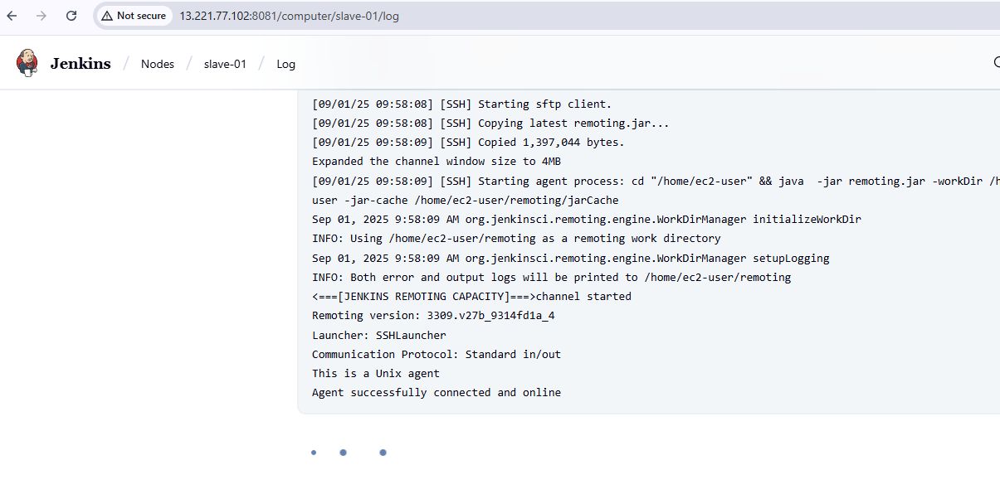 Not secure 13.221.77.102:8081/computer/slave-01/log
Jenkins / Nodes / slave-01 / Log
[09/01/25 09:58:08] [SSH] Starting sftp client.
[09/01/25 09:58:08] [SSH] Copying latest remoting.jar...
[09/01/25 09:58:09] [SSH] Copied 1,397,044 bytes.
Expanded the channel window size to 4MB
[09/01/25 09:58:09] [SSH] Starting agent process: cd "/home/ec2-user" && java  -jar remoting.jar -workDir /h
user -jar-cache /home/ec2-user/remoting/jarCache
Sep 01, 2025 9:58:09 AM org.jenkinsci.remoting.engine.WorkDirManager initializeWorkDir
INFO: Using /home/ec2-user/remoting as a remoting work directory
Sep 01, 2025 9:58:09 AM org.jenkinsci.remoting.engine.WorkDirManager setupLogging
INFO: Both error and output logs will be printed to /home/ec2-user/remoting
<===[JENKINS REMOTING CAPACITY]===>channel started
Remoting version: 3309.v27b_9314fd1a_4
Launcher: SSHLauncher
Communication Protocol: Standard in/out
This is a Unix agent
Agent successfully connected and online